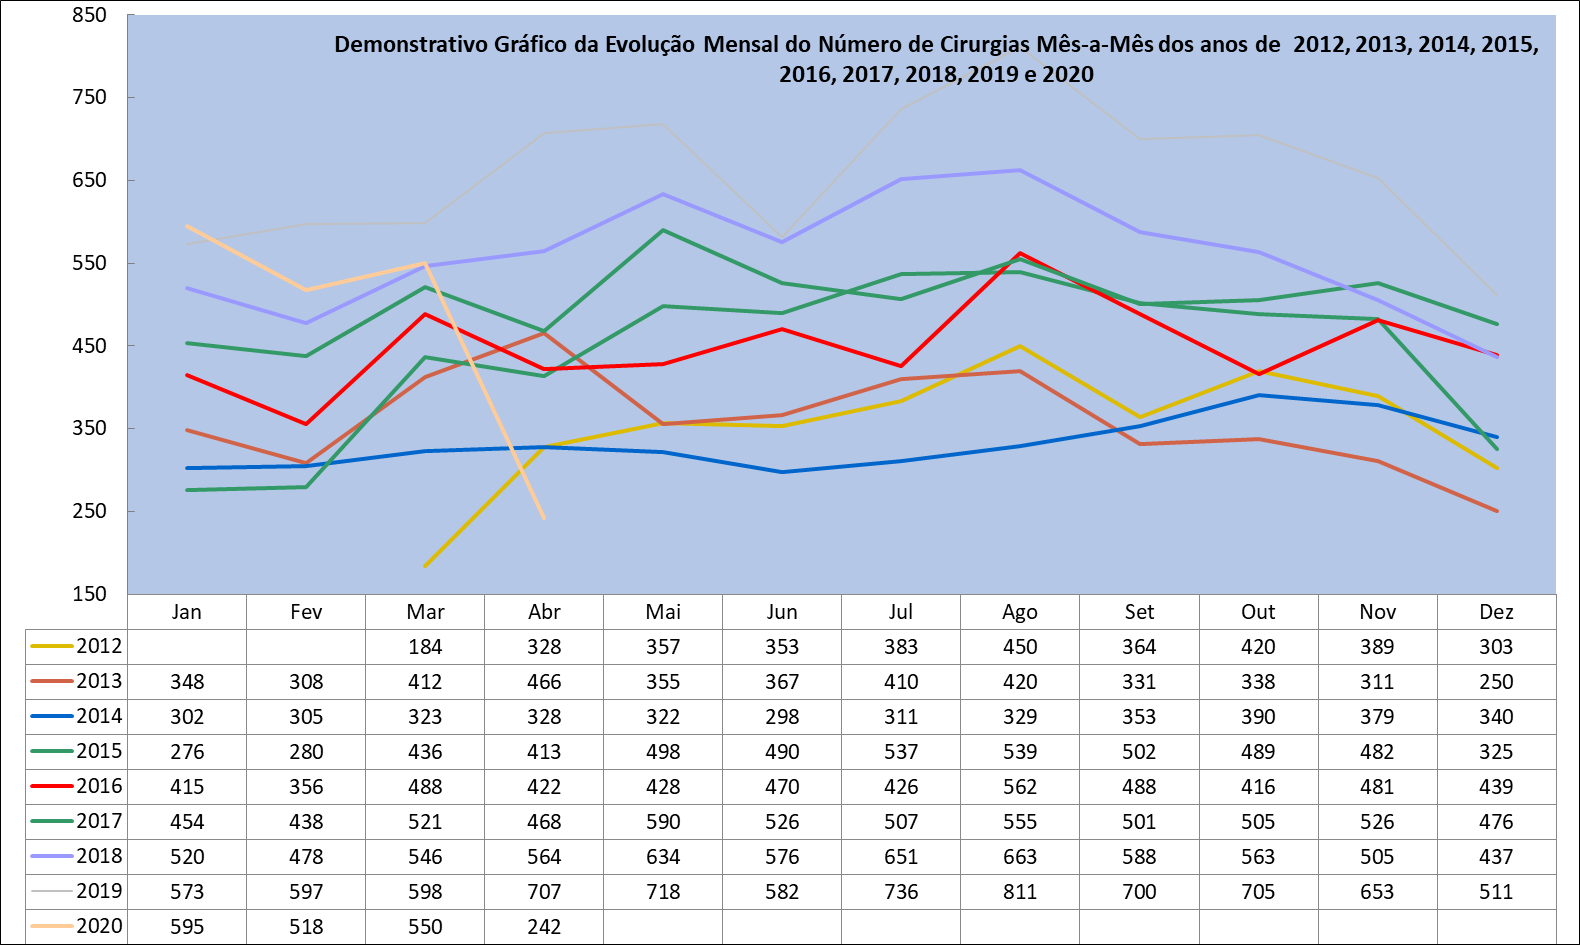 850
Demonstrativo Gráfico da Evolução Mensal do Número de Cirurgias Mês-a-Mês dos anos de 2012, 2013, 2014, 2015,
2016, 2017, 2018, 2019 e 2020
750
650
550
450
350
250
150
Jan Fev Mar Abr Mai Jun Jul Ago Set Out Nov Dez
2012 184 328 357 353 383 450 364 420 389 303
2013 348 308 412 466 355 367 410 420 331 338 311 250
2014 302 305 323 328 322 298 311 329 353 390 379 340
2015 276 280 436 413 498 490 537 539 502 489 482 325
2016 415 356 488 422 428 470 426 562 488 416 481 439
2017 454 438 521 468 590 526 507 555 501 505 526 476
2018 520 478 546 564 634 576 651 663 588 563 505 437
2019 573 597 598 707 718 582 736 811 700 705 653 511
2020 595 518 550 242